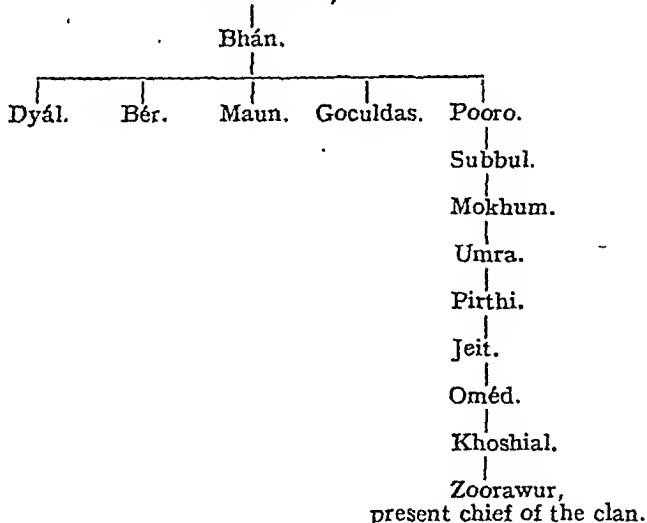 Bhán.
Dyál. Bér. Maun. Goculdas. Pooro.
Subbul.
Mokhum.
Umra.
Pirthi.
Jeit.
Oméd.
Khoshial.
Zoorawur,
present chief of the clan.